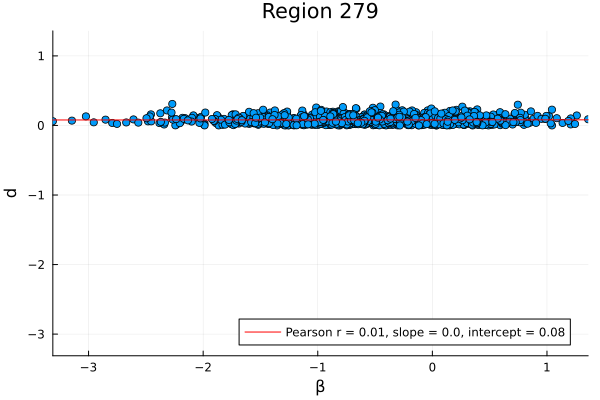 Region 279
1
0
−1
−2
−3
d
Pearson r = 0.01, slope = 0.0, intercept = 0.08
−3 −2 −1 0 1
β